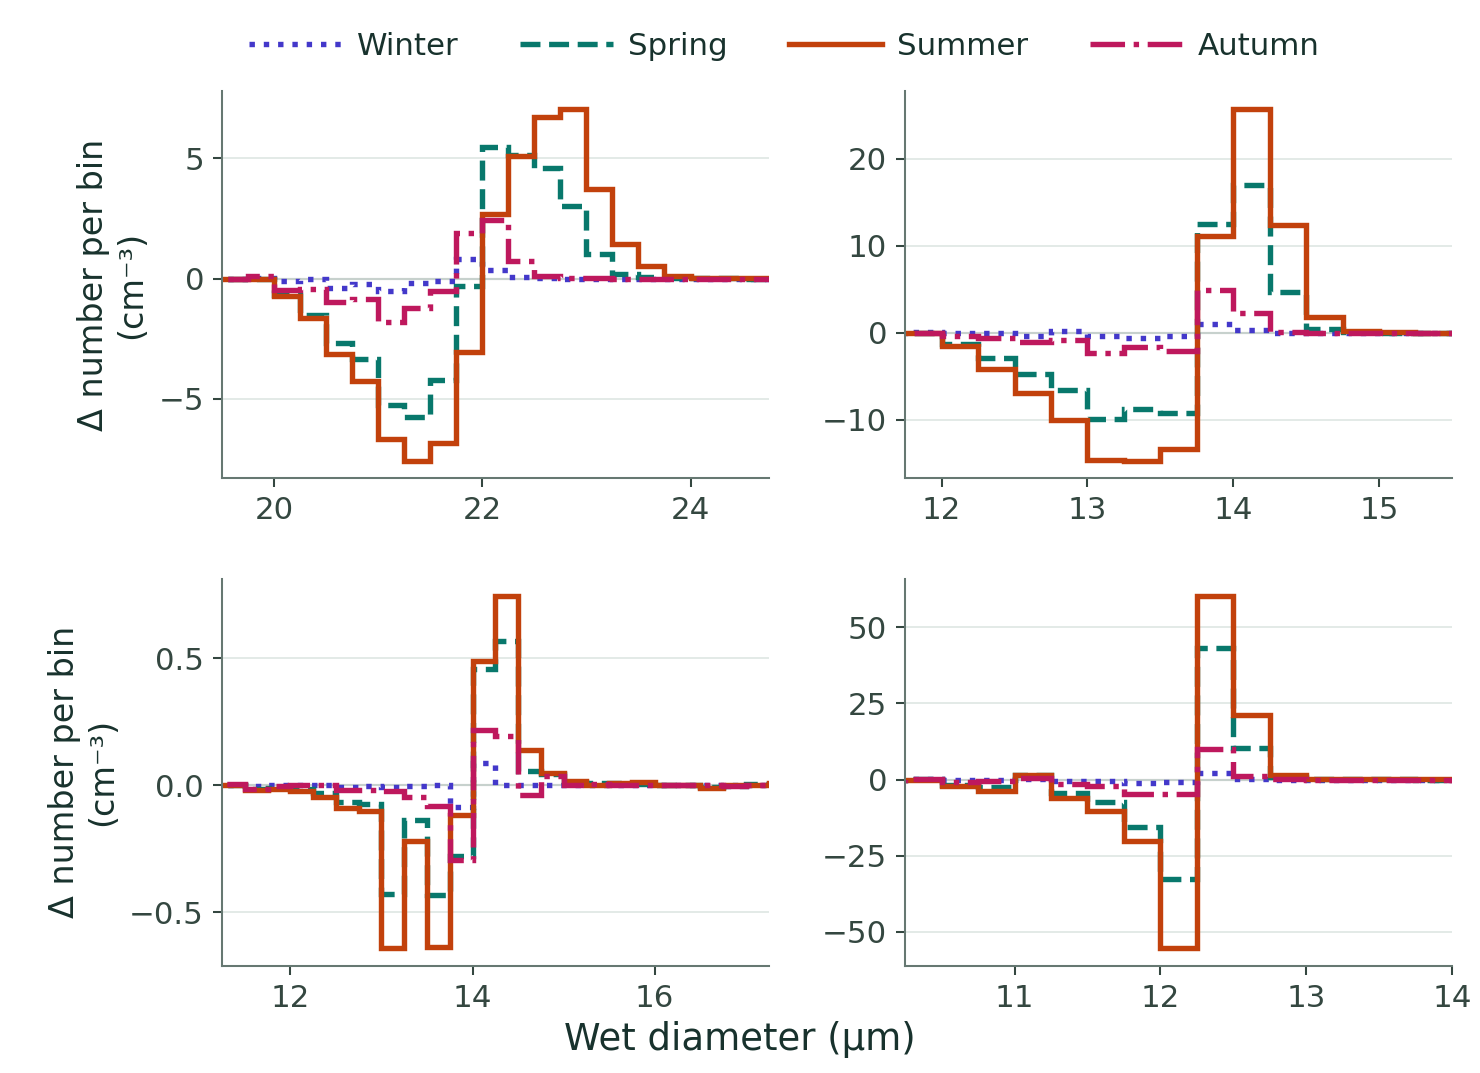 Winter Spring Summer Autumn
Δ number per bin
(cm⁻³)
5
0
−5
20 22 24
20
10
0
−10
12 13 14 15
Δ number per bin
(cm⁻³)
0.5
0.0
−0.5
12 14 16
50
25
0
−25
−50
11 12 13 14
Wet diameter (μm)